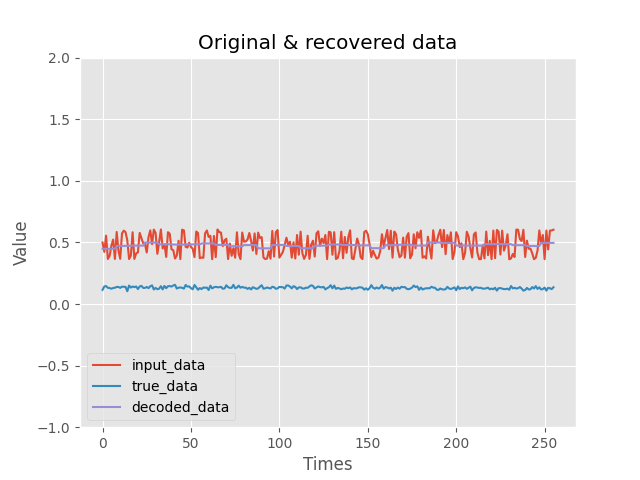 Original & recovered data
2.0
1.5
1.0
0.5
0.0
−0.5
−1.0
Value
input_data
true_data
decoded_data
0 50 100 150 200 250
Times